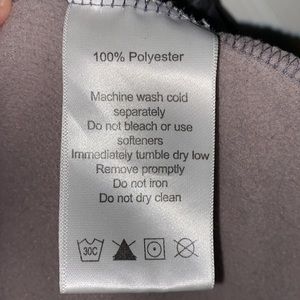 100% Polyester
Machine wash cold
separately
Do not bleach or use
softeners
Immediately tumble dry low
Remove promptly
Do not iron
Do not dry clean
30C